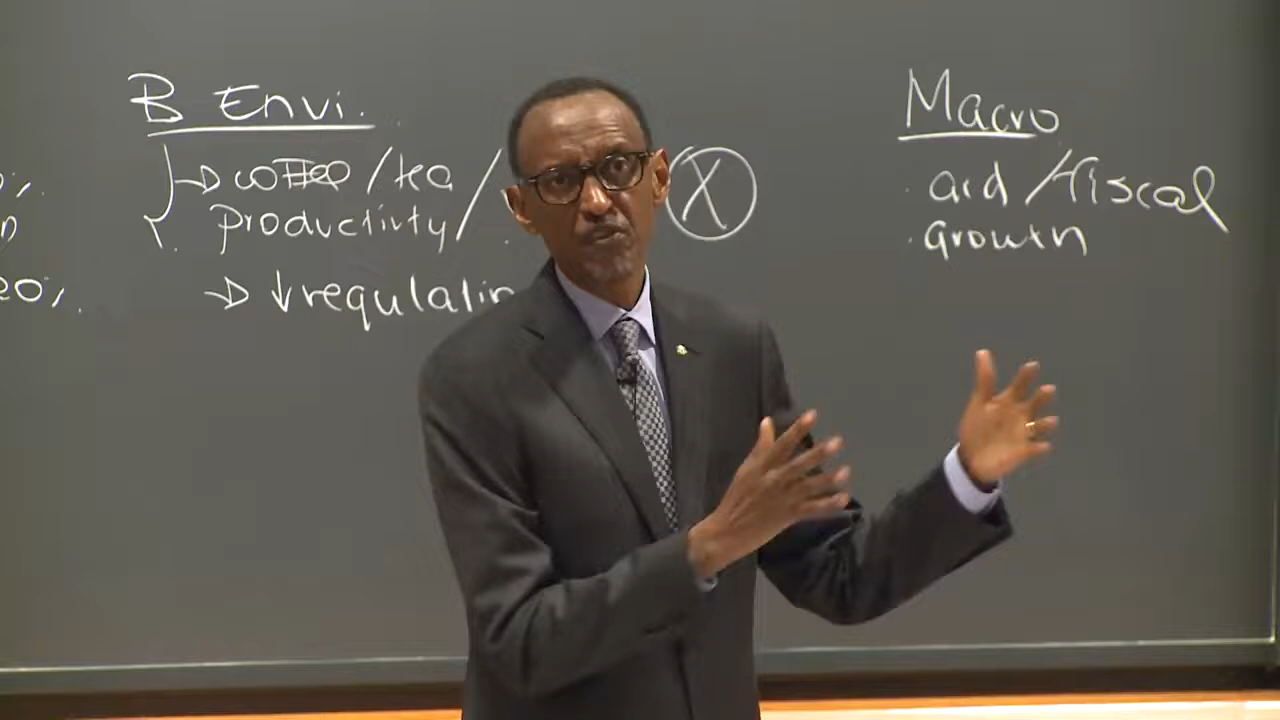 B Envi.
→ coffee/tea/
productivity/
X
→ ↓ regulatin
Macro
. aid/fiscal
. growth
n